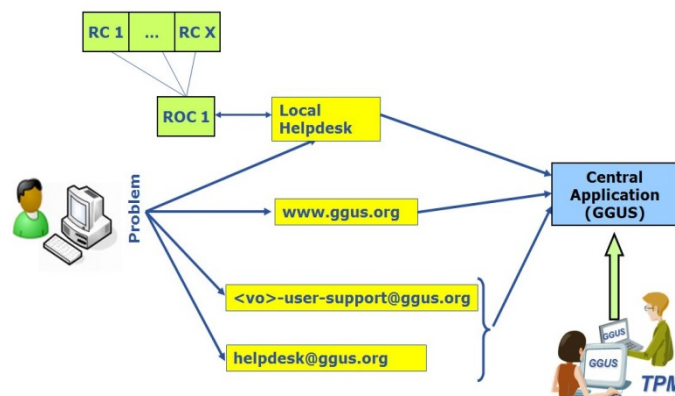 RC 1 ... RC X
ROC 1
Local
Helpdesk
Problem
www.ggus.org
Central
Application
(GGUS)
<vo>-user-support@ggus.org
helpdesk@ggus.org
GGUS
GGUS
TPM